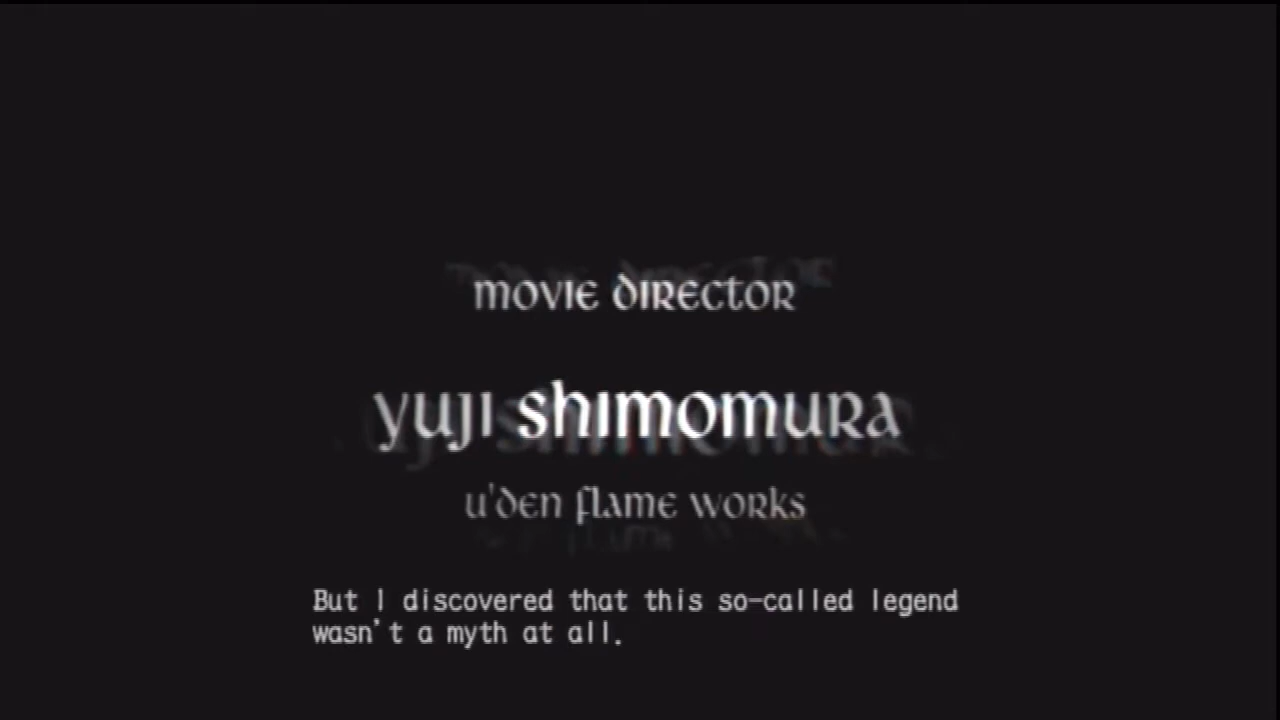 movie director
yuji shimomura
u'den flame works
But I discovered that this so-called legend
wasn't a myth at all.